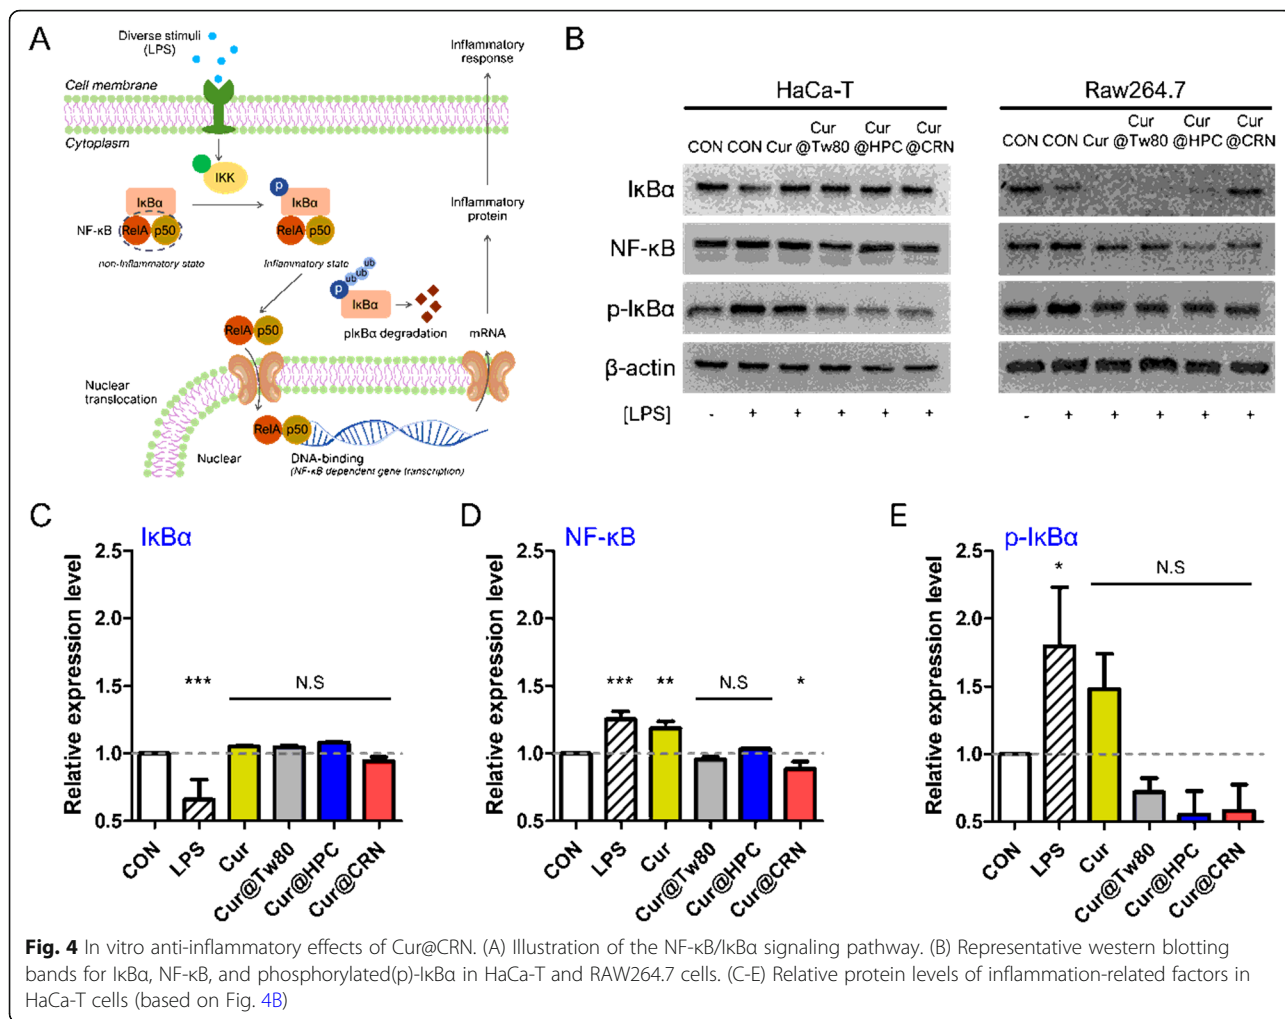 A
Diverse stimuli
(LPS)
Inflammatory
response
Cell membrane
Cytoplasm
IKK
p
IκBα
IκBα
Inflammatory
protein
NF-κB
RelA
p50
RelA
p50
non-Inflammatory state
Inflammatory state
ub
ub
ub
p
IκBα
RelA
p50
pIκBα degradation
mRNA
Nuclear
translocation
RelA
p50
DNA-binding
(NF-κB dependent gene transcription)
Nuclear
B
HaCa-T
Raw264.7
CON CON Cur Cur @Tw80 Cur @HPC Cur @CRN
CON CON Cur Cur @Tw80 Cur @HPC Cur @CRN
IκBα
NF-κB
p-IκBα
β-actin
[LPS] - + + + + + - + + + + +
C
IκBα
Relative expression level
2.5
2.0
1.5
1.0
0.5
***
N.S
CON LPS Cur Cur@Tw80 Cur@HPC Cur@CRN
D
NF-κB
Relative expression level
2.5
2.0
1.5
1.0
0.5
*** ** N.S *
CON LPS Cur Cur@Tw80 Cur@HPC Cur@CRN
E
p-IκBα
Relative expression level
2.5
2.0
1.5
1.0
0.5
*
N.S
CON LPS Cur Cur@Tw80 Cur@HPC Cur@CRN
Fig. 4 In vitro anti-inflammatory effects of Cur@CRN. (A) Illustration of the NF-κB/IκBα signaling pathway. (B) Representative western blotting
bands for IκBα, NF-κB, and phosphorylated(p)-IκBα in HaCa-T and RAW264.7 cells. (C-E) Relative protein levels of inflammation-related factors in
HaCa-T cells (based on Fig. 4B)